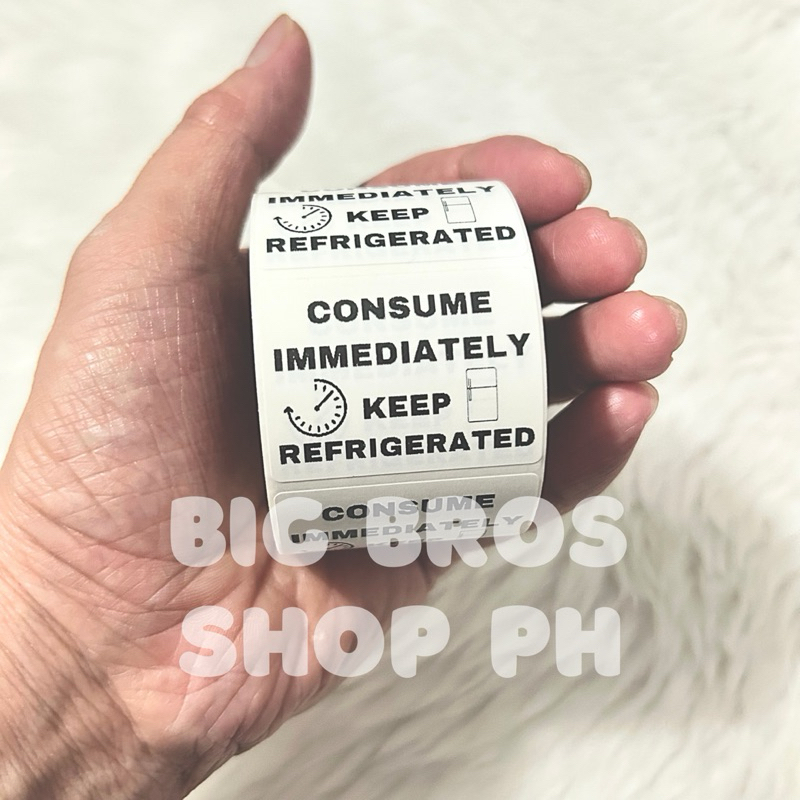 IMMEDIATELY
KEEP
REFRIGERATED
CONSUME
IMMEDIATELY
KEEP
REFRIGERATED
CONSUME
IMMEDIATELY
BIG BROS
SHOP PH